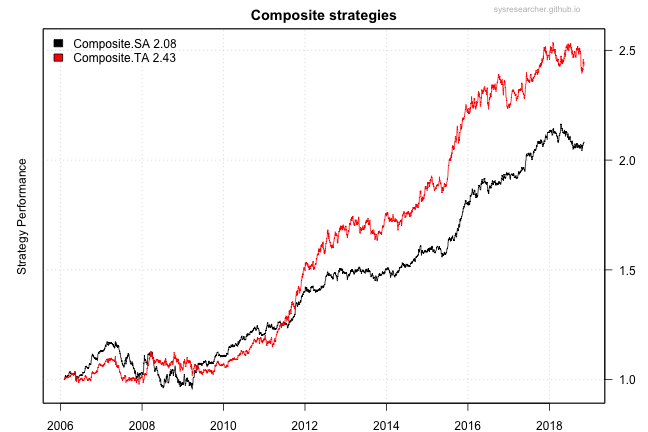 sysresearcher.github.io
Composite strategies
Composite.SA 2.08
Composite.TA 2.43
Strategy Performance
2.5
2.0
1.5
1.0
2006 2008 2010 2012 2014 2016 2018